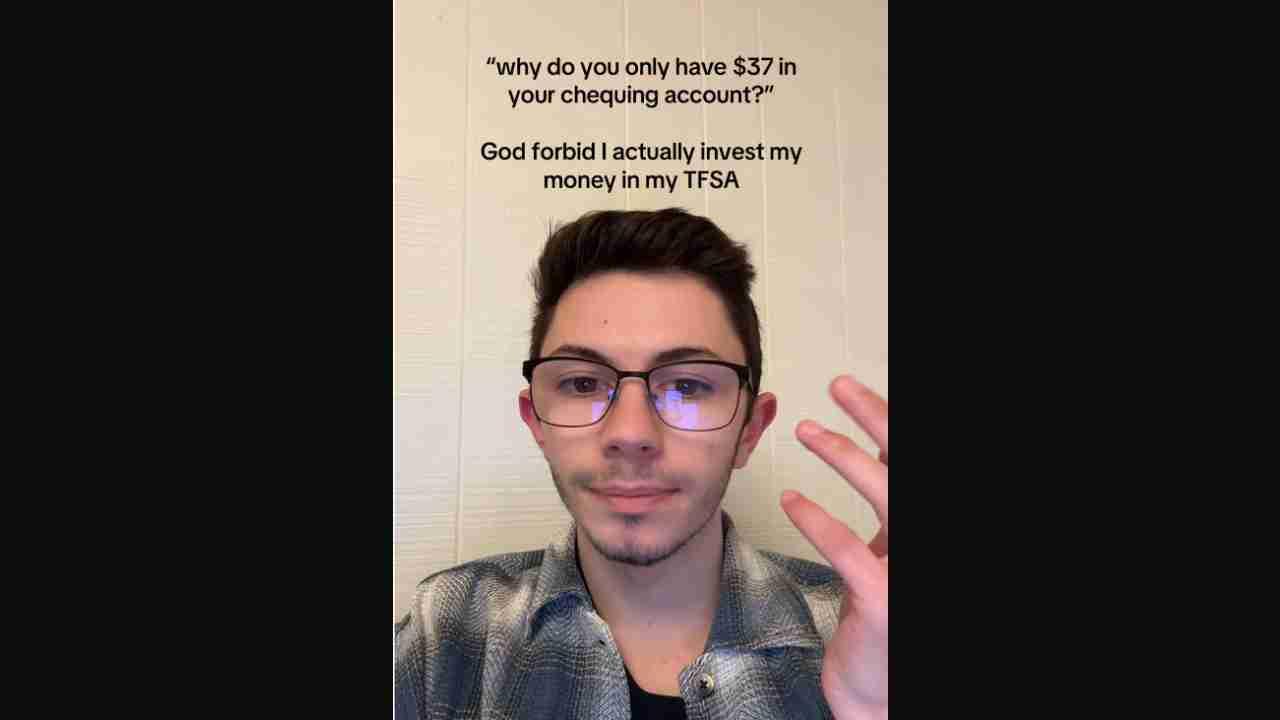 “why do you only have $37 in
your chequing account?”
God forbid I actually invest my
money in my TFSA